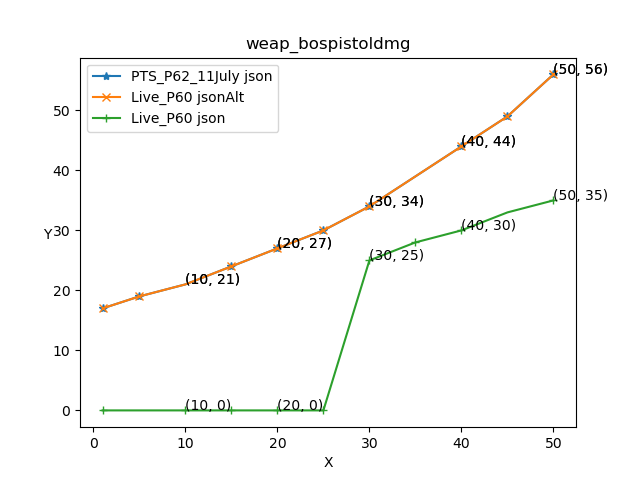 weap_bospistoldmg
PTS_P62_11July json
Live_P60 jsonAlt
Live_P60 json
(50, 56)
(40, 44)
(30, 34)
(20, 27)
(10, 21)
(50, 35)
(40, 30)
(30, 25)
(10, 0)
(20, 0)
Y
50
40
30
20
10
0
0 10 20 30 40 50
X